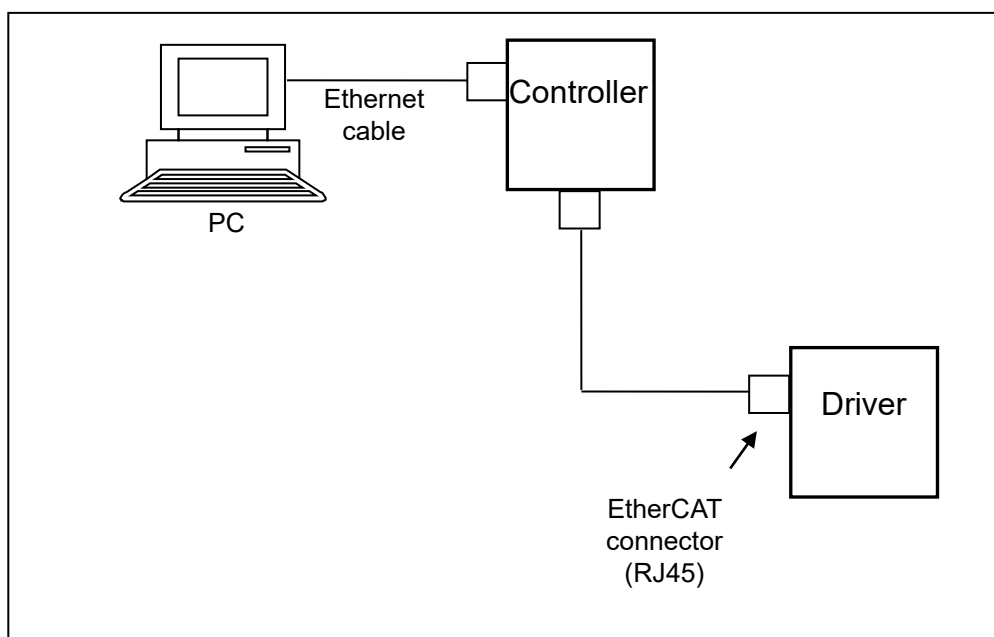 Controller
Ethernet
cable
PC
Driver
EtherCAT
connector
(RJ45)